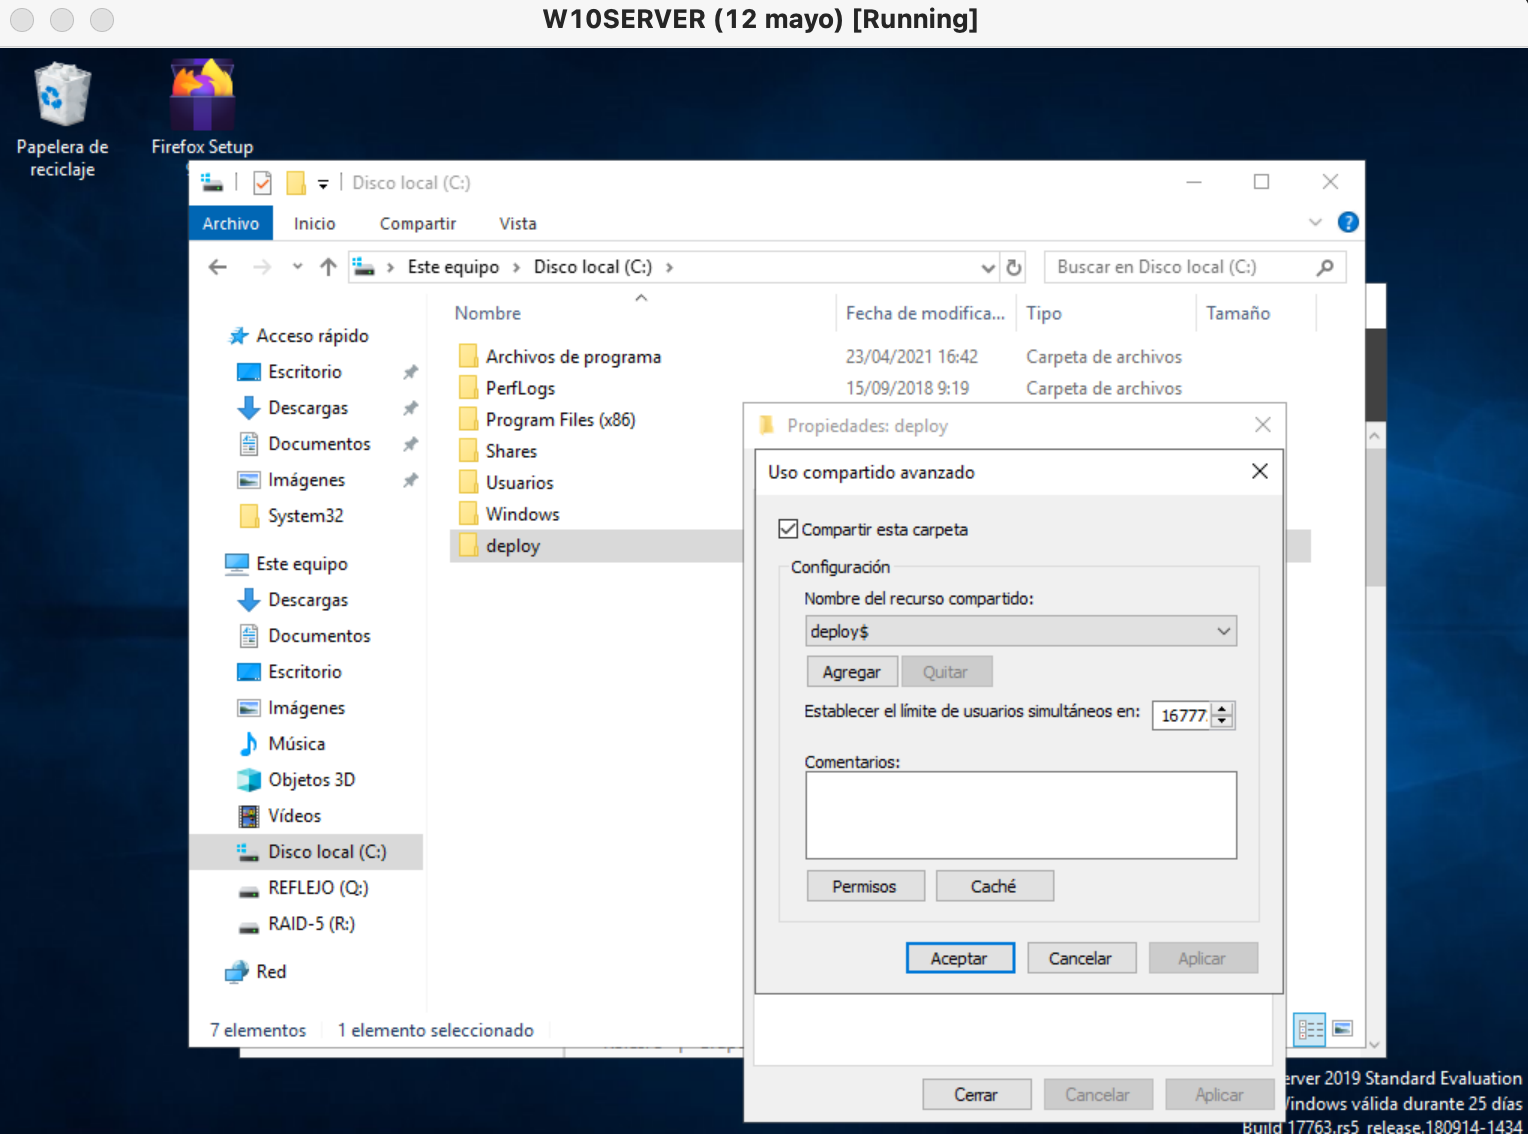 W10SERVER (12 mayo) [Running]
Papelera de
reciclaje
Firefox Setup
Disco local (C:)
Archivo
Inicio
Compartir
Vista
Este equipo
Disco local (C:)
Buscar en Disco local (C:)
Nombre
Fecha de modifica...
Tipo
Tamaño
Acceso rápido
Escritorio
Descargas
Documentos
Imágenes
System32
Este equipo
Descargas
Documentos
Escritorio
Imágenes
Música
Objetos 3D
Vídeos
Disco local (C:)
REFLEJO (Q:)
RAID-5 (R:)
Red
Archivos de programa 23/04/2021 16:42 Carpeta de archivos
PerfLogs 15/09/2018 9:19 Carpeta de archivos
Program Files (x86)
Shares
Usuarios
Windows
deploy
7 elementos
1 elemento seleccionado
Propiedades: deploy
Uso compartido avanzado
Compartir esta carpeta
Configuración
Nombre del recurso compartido:
deploy$
Agregar
Quitar
Establecer el límite de usuarios simultáneos en: 16777
Comentarios:
Permisos
Caché
Aceptar
Cancelar
Aplicar
Cerrar
Cancelar
Aplicar
erver 2019 Standard Evaluation
Windows válida durante 25 días
Build 17763.rs5_release.180914-1434